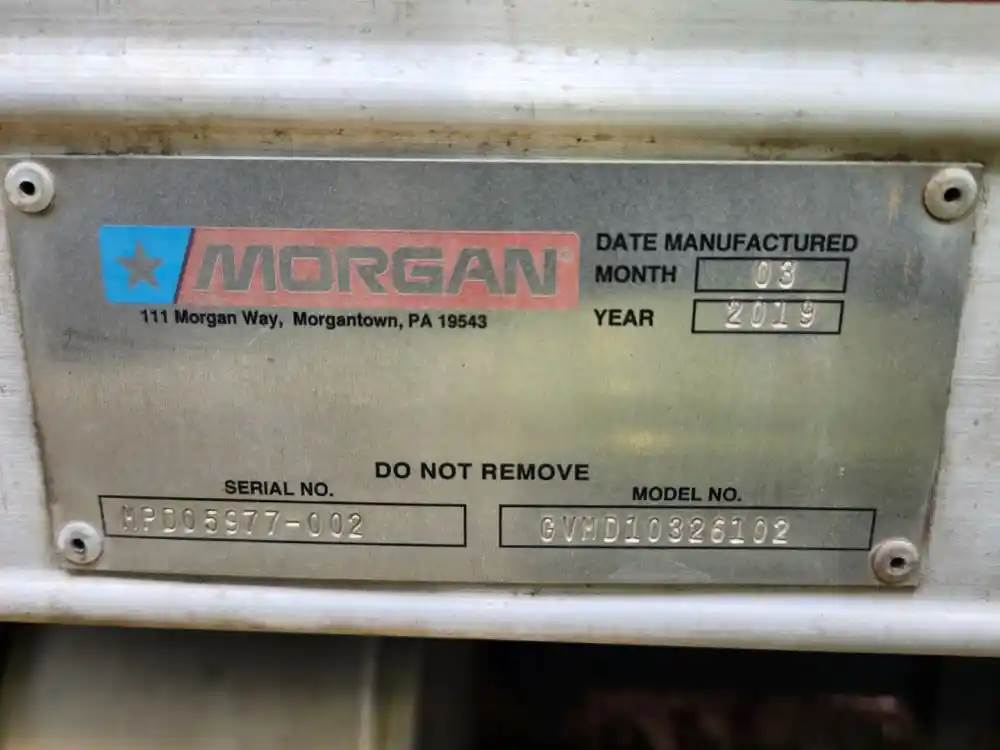 MORGAN®
111 Morgan Way, Morgantown, PA 19543
DATE MANUFACTURED
MONTH 03
YEAR 2019
DO NOT REMOVE
SERIAL NO.
MPD05977-002
MODEL NO.
GVMD10326102